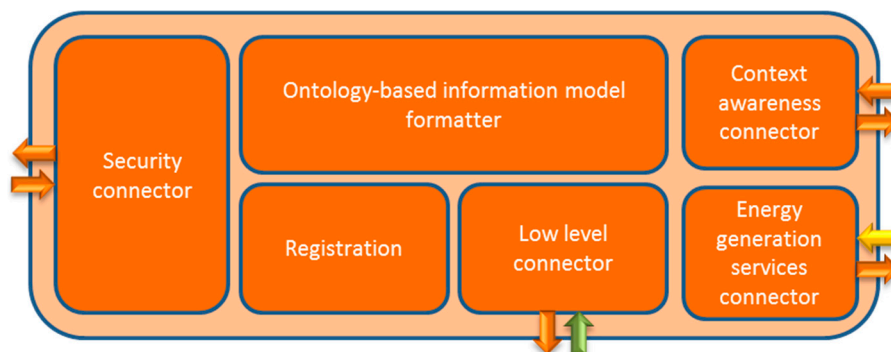 Security
connector
Ontology-based information model
formatter
Context
awareness
connector
Registration
Low level
connector
Energy
generation
services
connector